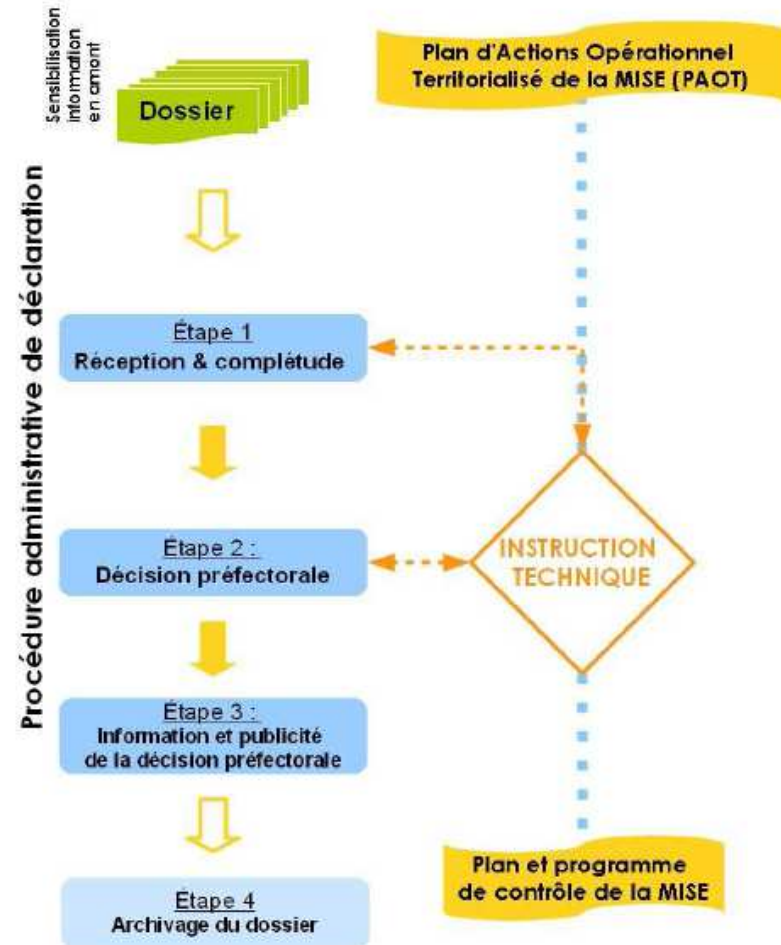 Sensibilisation
information
en amont
Dossier
Plan d'Actions Opérationnel
Territorialisé de la MISE (PAOT)
Procédure administrative de déclaration
Étape 1
Réception & complétude
Étape 2 :
Décision préfectorale
INSTRUCTION
TECHNIQUE
Étape 3 :
Information et publicité
de la décision préfectorale
Étape 4
Archivage du dossier
Plan et programme
de contrôle de la MISE